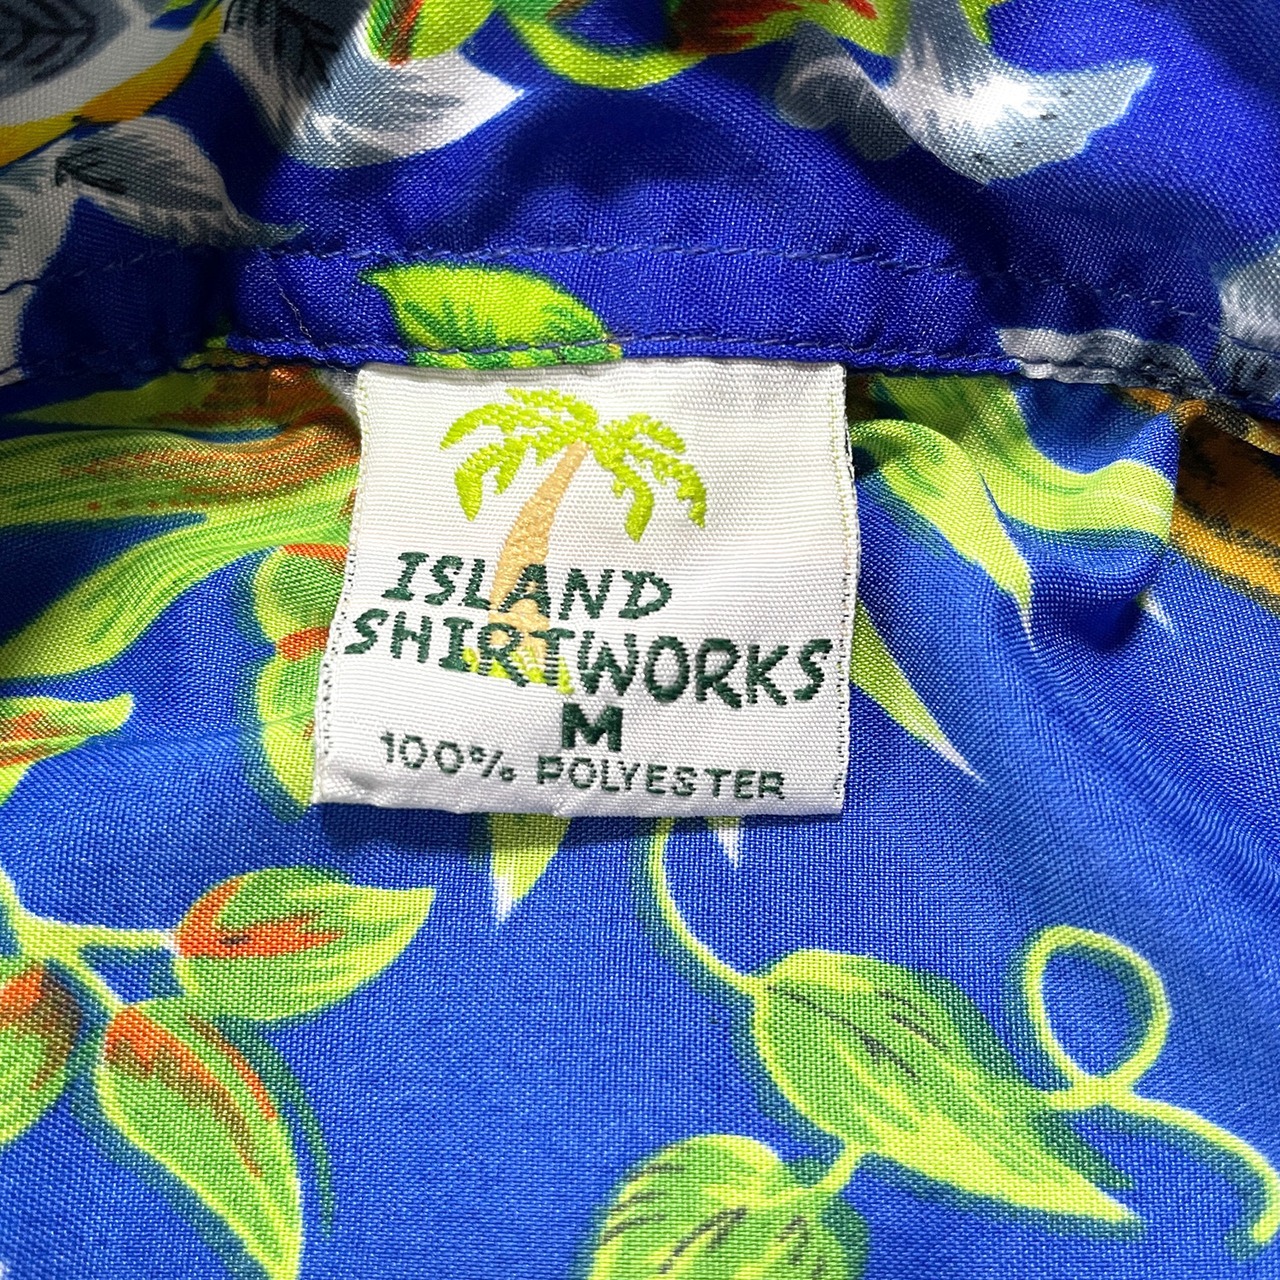 ISLAND
SHIRTWORKS
M
100% POLYESTER